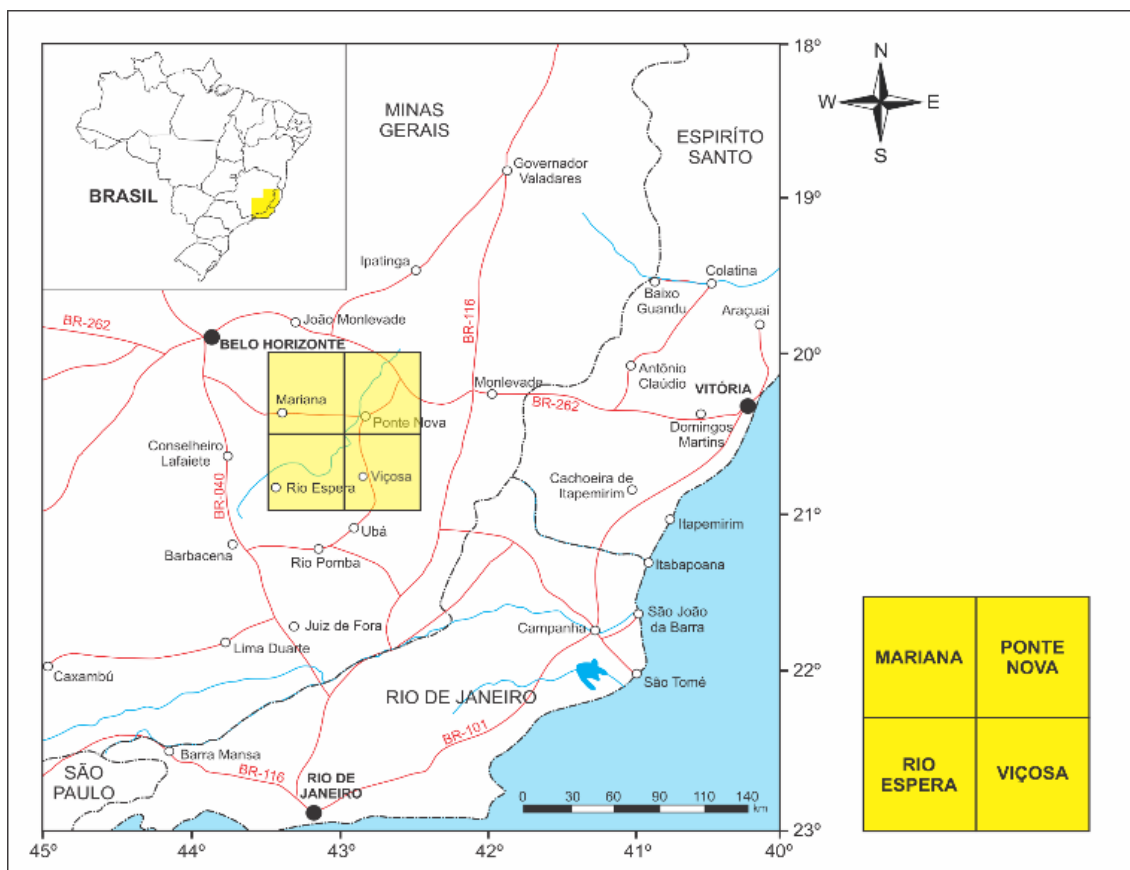 18º
N
W
E
S
MINAS
GERAIS
ESPIRÍTO
SANTO
BRASIL
Governador
Valadares
19º
Ipatinga
Colatina
Baixo
Guandu
Araçuai
BR-262
João Monlevade
BR-116
BELO HORIZONTE
20º
Antônio
Claúdio
Monlevade
VITÓRIA
Mariana
Ponte Nova
BR-262
Domingos
Martins
Conselheiro
Lafaiete
BR-040
Rio Espera
Viçosa
Cachoeira de
Itapemirim
21º
Itapemirim
Ubá
Barbacena
Rio Pomba
Itabapoana
São João
da Barra
Juiz de Fora
Campanha
Lima Duarte
Caxambú
22º
São Tomé
RIO DE JANEIRO
BR-101
Barra Mansa
SÃO
PAULO
BR-116
RIO DE
JANEIRO
0 30 60 90 110 140
km
23º
45º 44º 43º 42º 41º 40º
MARIANA
PONTE
NOVA
RIO
ESPERA
VIÇOSA